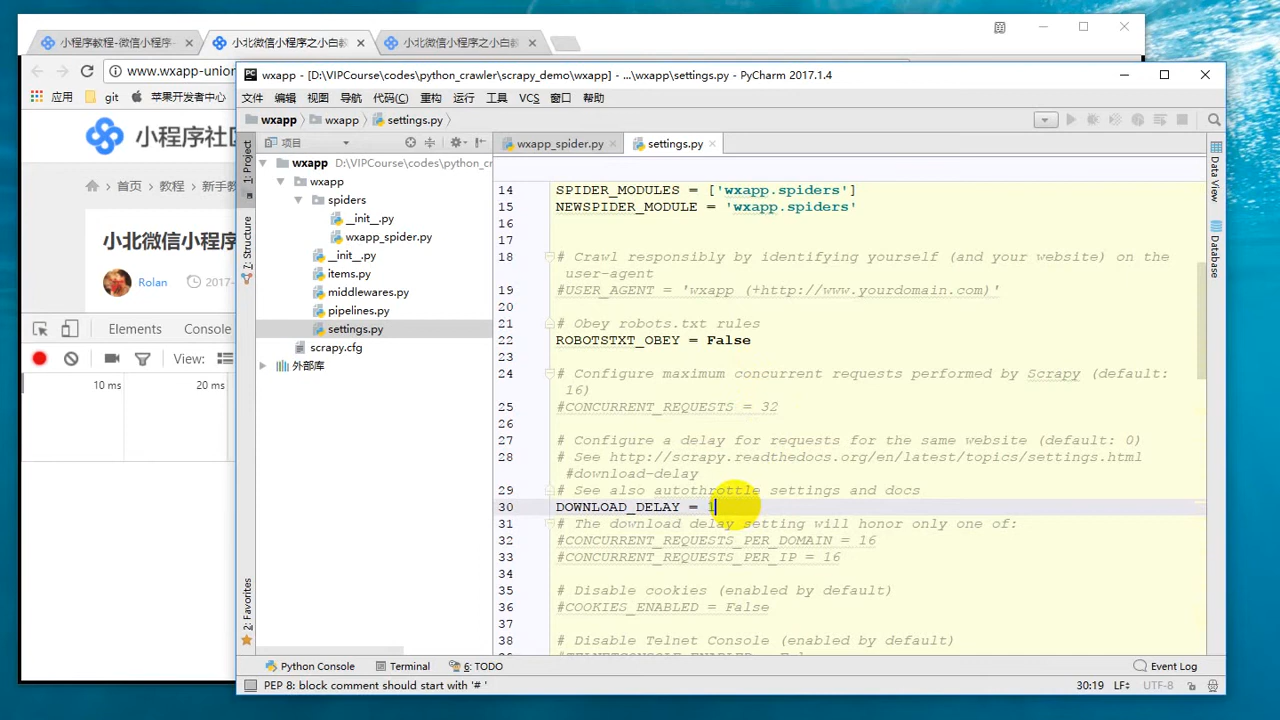 小程序教程-微信小程序-
小北微信小程序之小白教
小北微信小程序之小白教
www.wxapp-union
应用
git
苹果开发者中心
小程序社区
首页 › 教程 › 新手教
小北微信小程序
Rolan
2017-
Elements
Console
View:
10 ms
20 ms
wxapp - [D:\VIPCourse\codes\python_crawler\scrapy_demo\wxapp] - ...\wxapp\settings.py - PyCharm 2017.1.4
文件 编辑 视图 导航 代码(C) 重构 运行 工具 VCS 窗口 帮助
wxapp
wxapp
settings.py
项目
wxapp_spider.py
settings.py
1: Project
7: Structure
2: Favorites
wxapp D:\VIPCourse\codes\python_cr
wxapp
spiders
__init__.py
wxapp_spider.py
__init__.py
items.py
middlewares.py
pipelines.py
settings.py
scrapy.cfg
外部库
14 SPIDER_MODULES = ['wxapp.spiders']
15 NEWSPIDER_MODULE = 'wxapp.spiders'
16
17
18 # Crawl responsibly by identifying yourself (and your website) on the
user-agent
19 #USER_AGENT = 'wxapp (+http://www.yourdomain.com)'
20
21 # Obey robots.txt rules
22 ROBOTSTXT_OBEY = False
23
24 # Configure maximum concurrent requests performed by Scrapy (default:
16)
25 #CONCURRENT_REQUESTS = 32
26
27 # Configure a delay for requests for the same website (default: 0)
28 # See http://scrapy.readthedocs.org/en/latest/topics/settings.html
#download-delay
29 # See also autothrottle settings and docs
30 DOWNLOAD_DELAY = 1
31 # The download delay setting will honor only one of:
32 #CONCURRENT_REQUESTS_PER_DOMAIN = 16
33 #CONCURRENT_REQUESTS_PER_IP = 16
34
35 # Disable cookies (enabled by default)
36 #COOKIES_ENABLED = False
37
38 # Disable Telnet Console (enabled by default)
Data View
Database
Python Console
Terminal
6: TODO
Event Log
PEP 8: block comment should start with '# '
30:19
LF÷
UTF-8